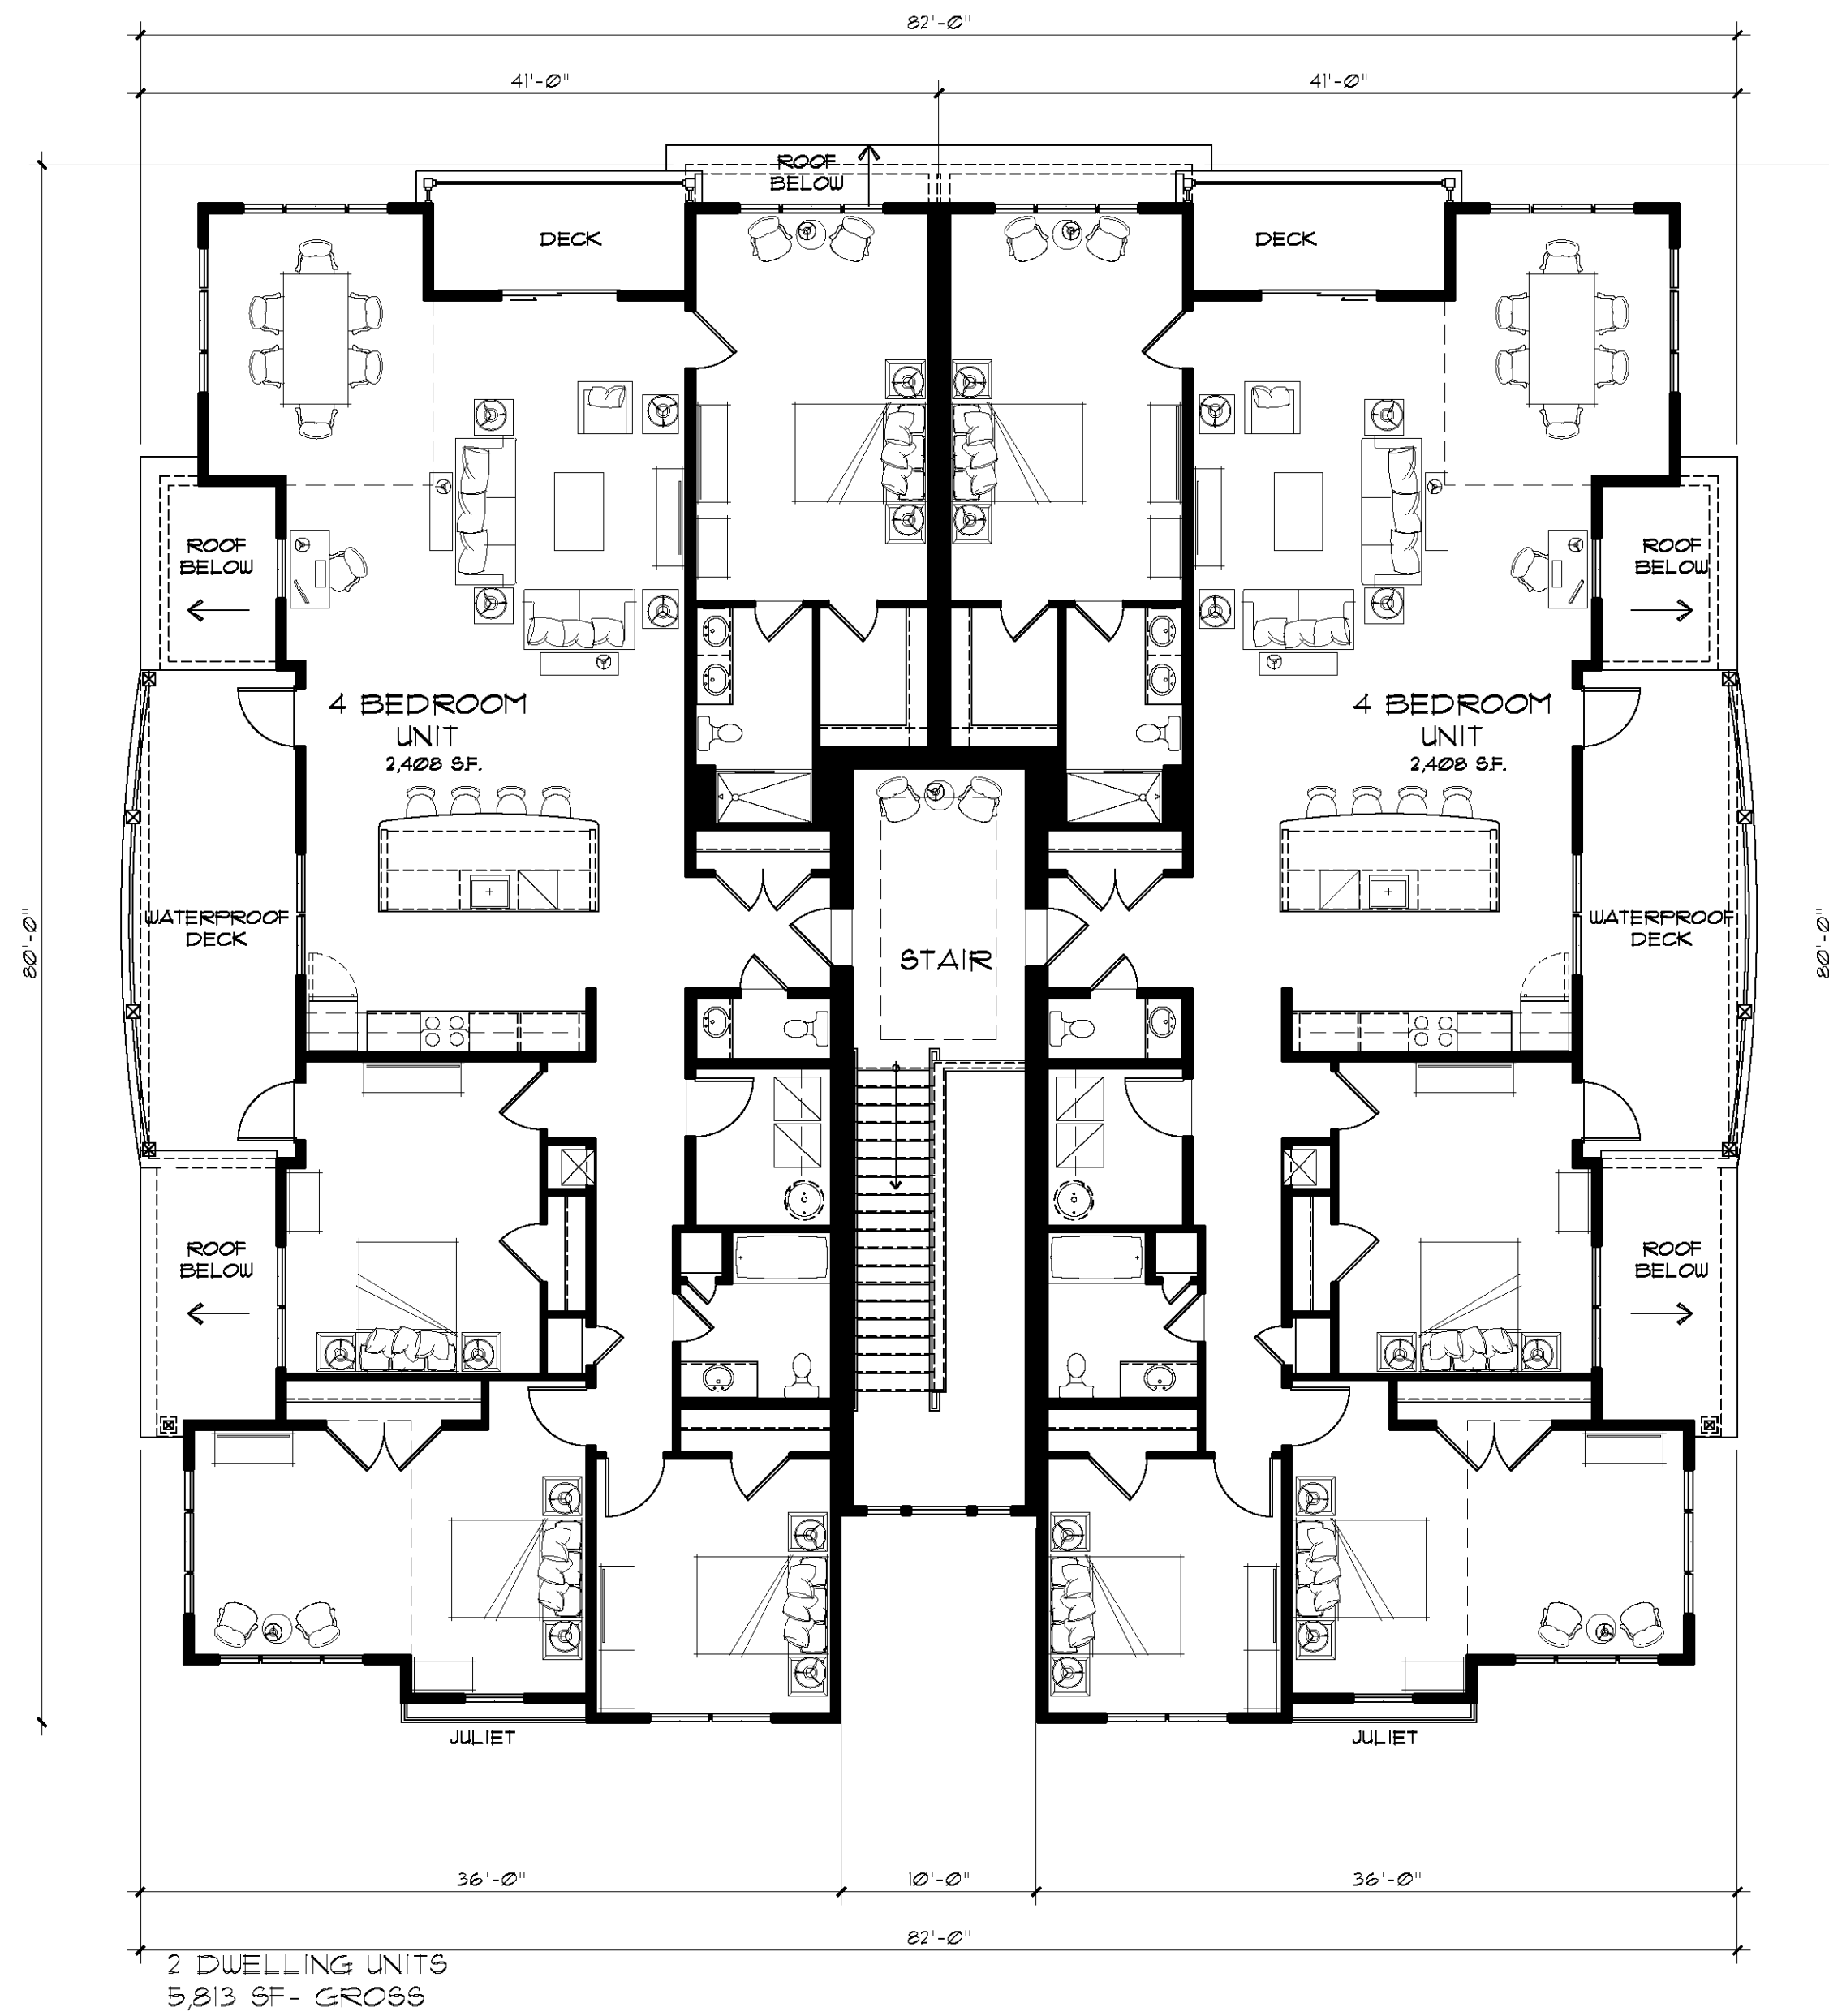 82'-0"
41'-0"
41'-0"
ROOF
BELOW
DECK
DECK
ROOF
BELOW
ROOF
BELOW
4 BEDROOM
UNIT
2,408 S.F.
4 BEDROOM
UNIT
2,408 S.F.
WATERPROOF
DECK
WATERPROOF
DECK
80'-0"
80'-0"
STAIR
ROOF
BELOW
ROOF
BELOW
JULIET
JULIET
36'-0"
10'-0"
36'-0"
82'-0"
2 DWELLING UNITS
5,813 SF- GROSS